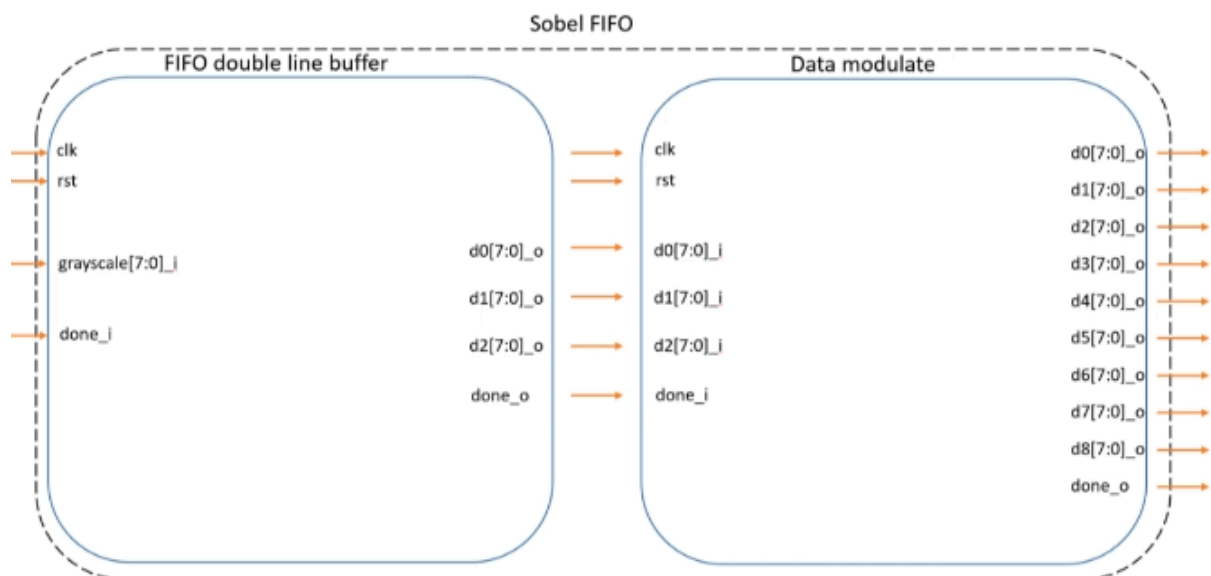 Sobel FIFO
FIFO double line buffer
clk
rst
grayscale[7:0]_i
done_i
d0[7:0]_o
d1[7:0]_o
d2[7:0]_o
done_o
Data modulate
clk
rst
d0[7:0]_i
d1[7:0]_i
d2[7:0]_i
done_i
d0[7:0]_o
d1[7:0]_o
d2[7:0]_o
d3[7:0]_o
d4[7:0]_o
d5[7:0]_o
d6[7:0]_o
d7[7:0]_o
d8[7:0]_o
done_o